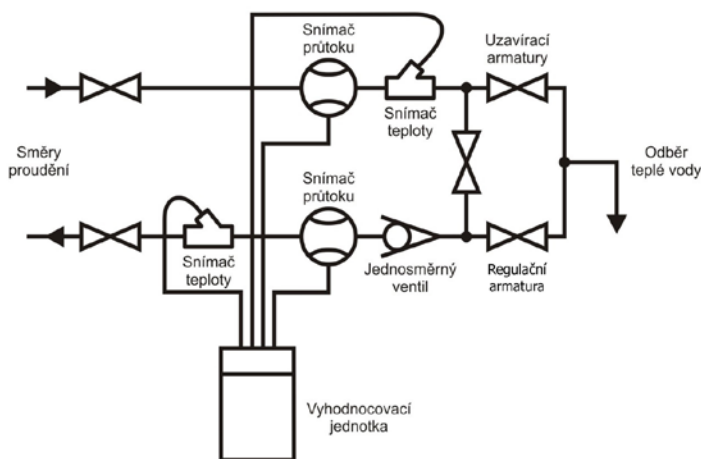 Snímač
průtoku
Uzavírací
armatury
Snímač
teploty
Směry
proudění
Odběr
teplé vody
Snímač
průtoku
Snímač
teploty
Jednosměrný
ventil
Regulační
armatura
Vyhodnocovací
jednotka